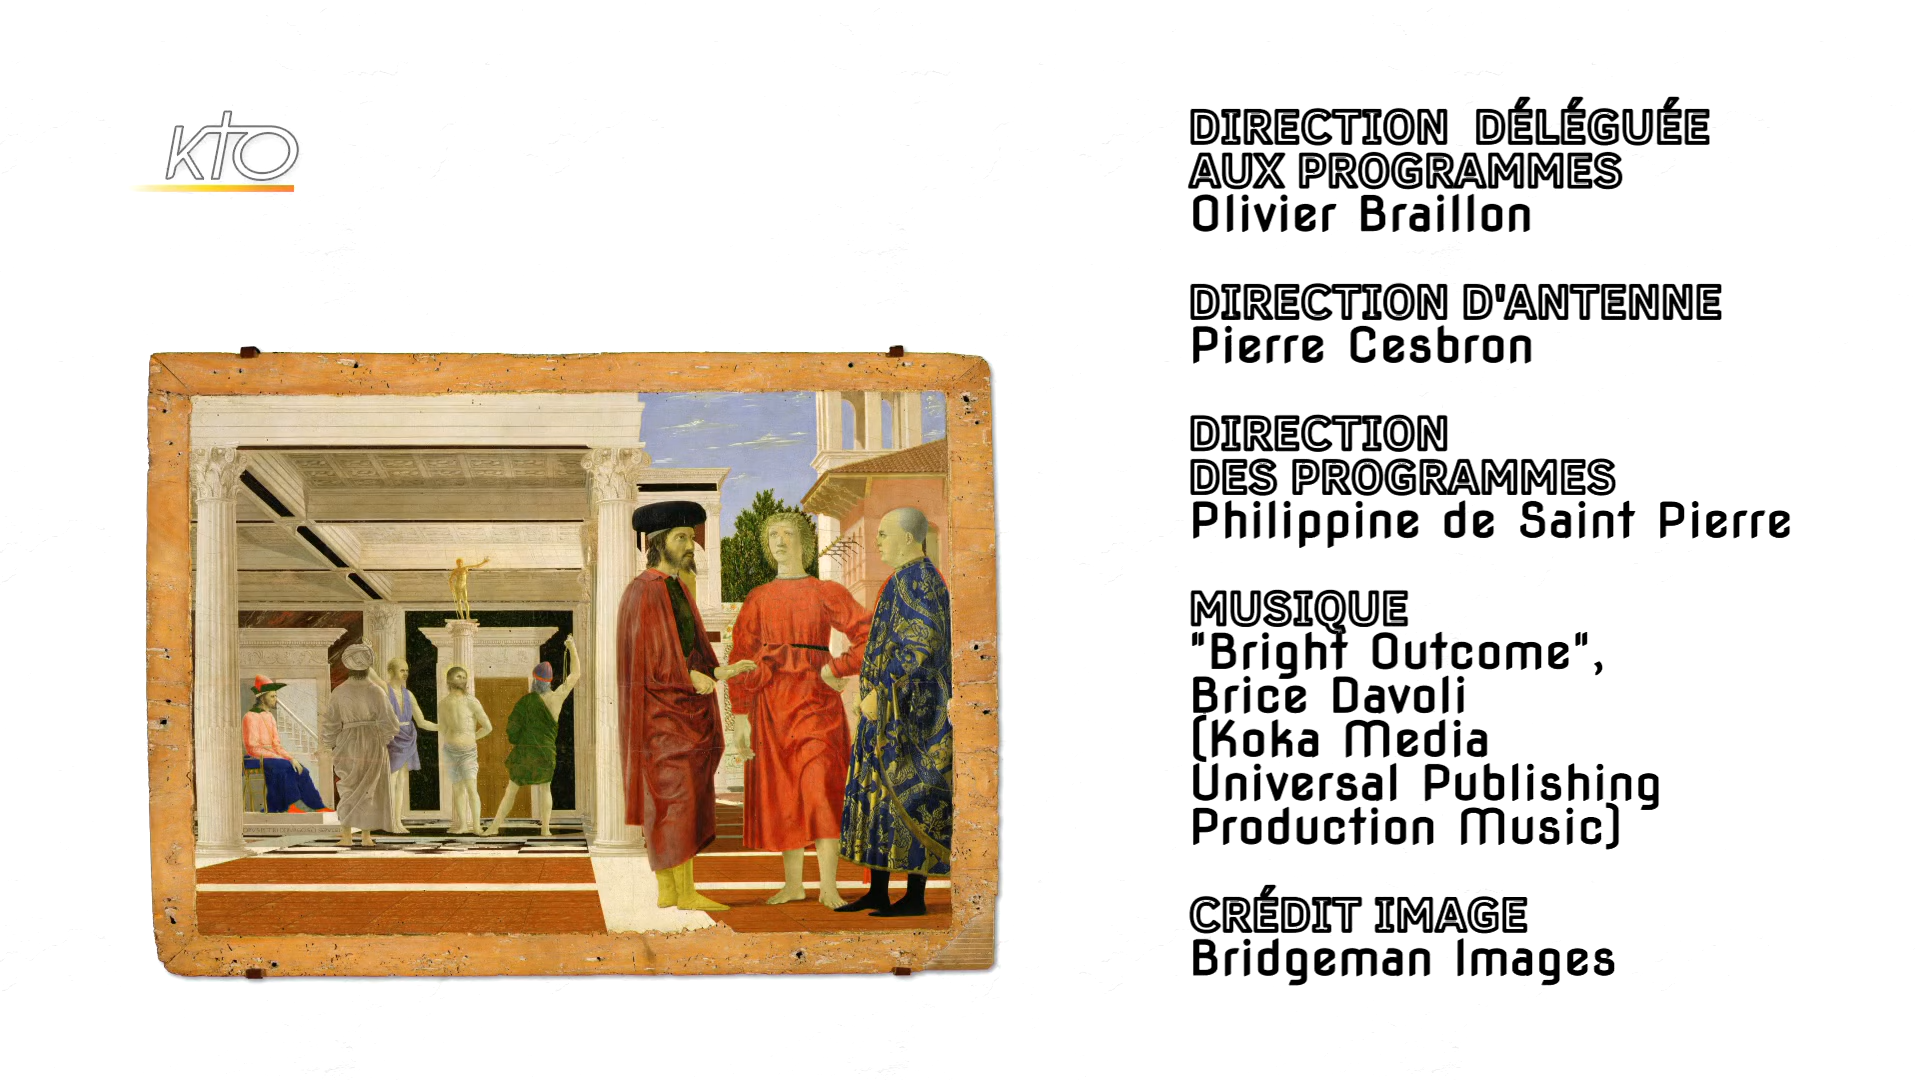 KTO
DIRECTION DÉLÉGUÉE
AUX PROGRAMMES
Olivier Braillon
DIRECTION D'ANTENNE
Pierre Cesbron
DIRECTION
DES PROGRAMMES
Philippine de Saint Pierre
MUSIQUE
"Bright Outcome",
Brice Davoli
(Koka Media
Universal Publishing
Production Music)
CRÉDIT IMAGE
Bridgeman Images